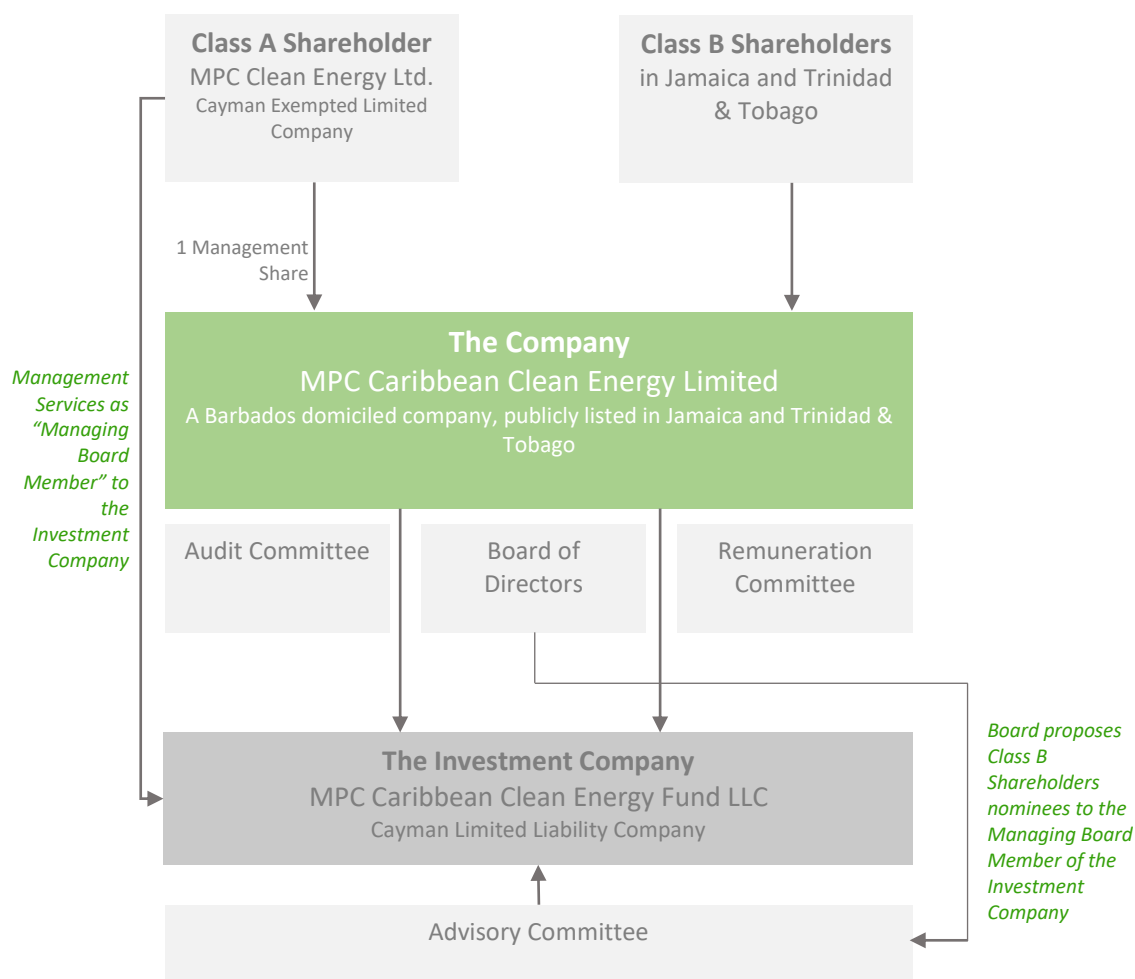 Class A Shareholder
MPC Clean Energy Ltd.
Cayman Exempted Limited
Company
Class B Shareholders
in Jamaica and Trinidad
& Tobago
1 Management
Share
The Company
MPC Caribbean Clean Energy Limited
A Barbados domiciled company, publicly listed in Jamaica and Trinidad &
Tobago
Management
Services as
“Managing
Board
Member” to
the
Investment
Company
Audit Committee
Board of
Directors
Remuneration
Committee
The Investment Company
MPC Caribbean Clean Energy Fund LLC
Cayman Limited Liability Company
Board proposes
Class B
Shareholders
nominees to the
Managing Board
Member of the
Investment
Company
Advisory Committee